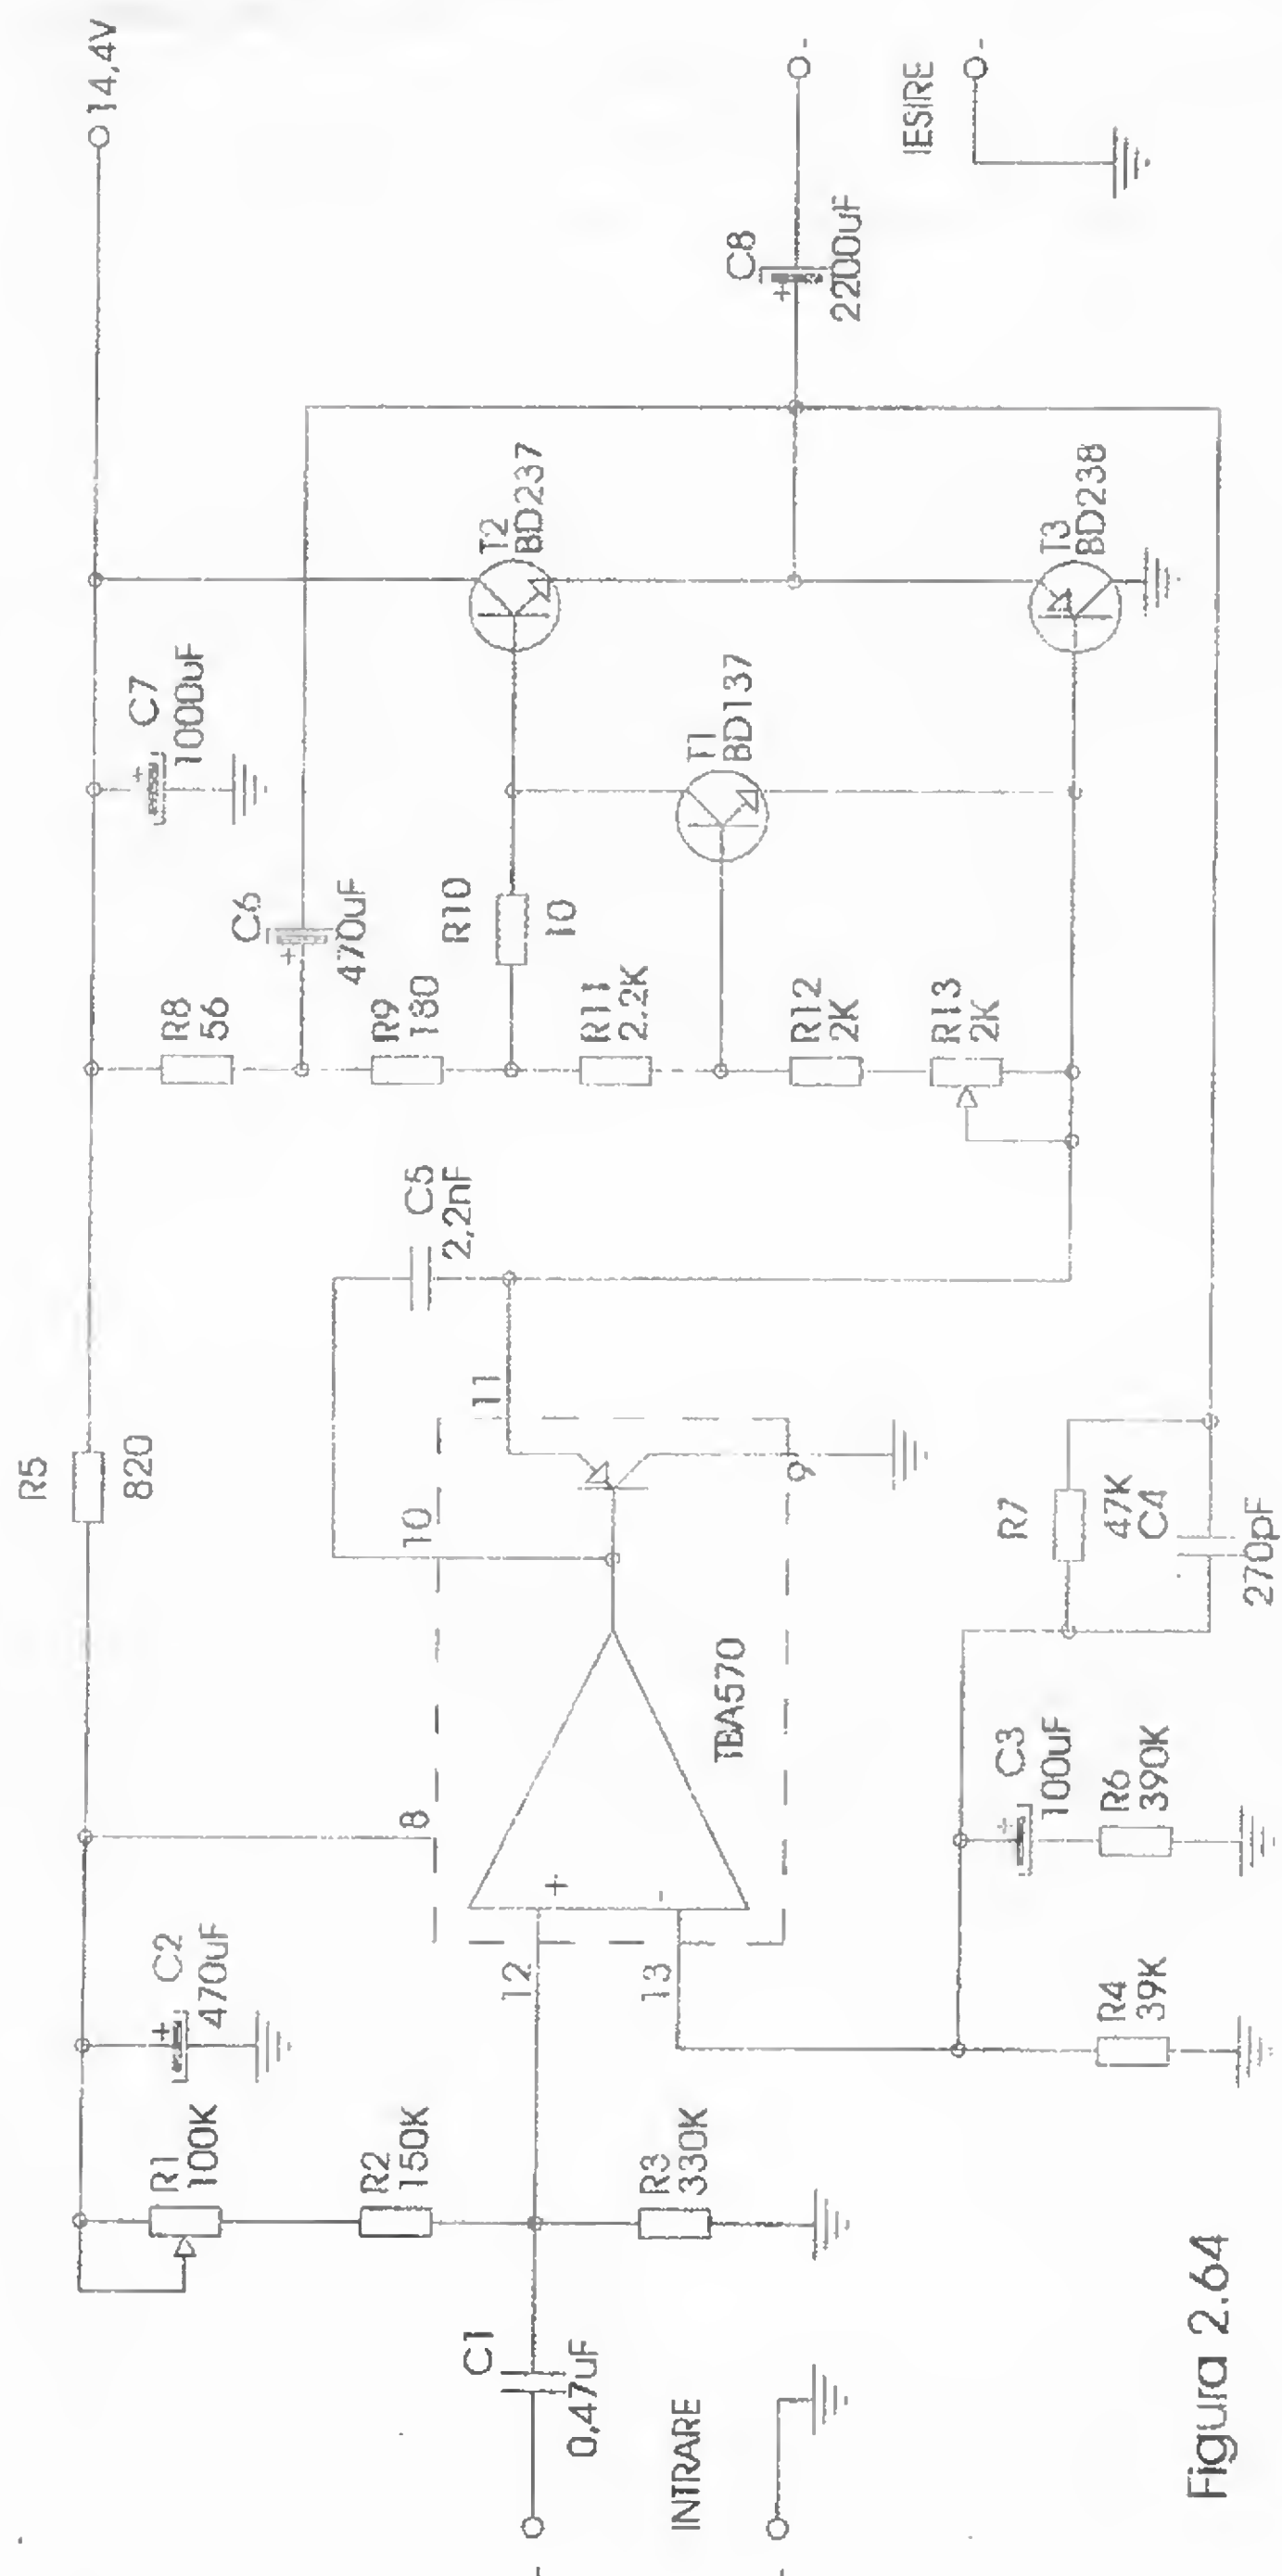 14,4V
R5
820
C7
1000uF
R8
56
C6
470uF
R9
180
R10
10
R11
2.2K
R12
2K
R13
2K
T1
BD137
T2
BD237
T3
BD238
C8
2200uF
+
-
IESIRE
-
C5
2,2nF
10
11
9
8
12
13
+
-
TBA570
C2
470uF
+
R1
100K
R2
150K
R3
330K
C1
0,47uF
INTRARE
R4
39K
C3
100uF
+
R6
390K
R7
47K
C4
270pF
Figura 2.64